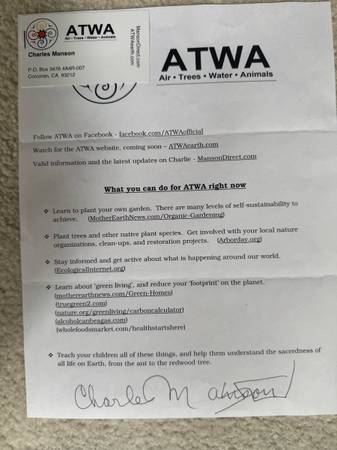 ATWA
Air • Trees • Water • Animals
Charles Manson
P.O. Box 3476 4A4R-007
Corcoran, CA 93212
MansonDirect.com
ATWAearth.com
ATWA
Air • Trees • Water • Animals
Follow ATWA on Facebook - facebook.com/ATWAofficial
Watch for the ATWA website, coming soon – ATWAearth.com
Valid information and the latest updates on Charlie - MansonDirect.com
What you can do for ATWA right now
❖ Learn to plant your own garden. There are many levels of self-sustainability to
achieve. (MotherEarthNews.com/Organic-Gardening)
❖ Plant trees and other native plant species. Get involved with your local nature
organizations, clean-ups, and restoration projects. (Arborday.org)
❖ Stay informed and get active about what is happening around our world.
(EcologicalInternet.org)
❖ Learn about 'green living', and reduce your 'footprint' on the planet.
(motherearthnews.com/Green-Homes)
(truegreen2.com)
(nature.org/greenliving/carboncalculator)
(alcoholcanbeagas.com)
(wholefoodsmarket.com/healthstartshere)
❖ Teach your children all of these things, and help them understand the sacredness of
all life on Earth, from the ant to the redwood tree.
Charles Manson